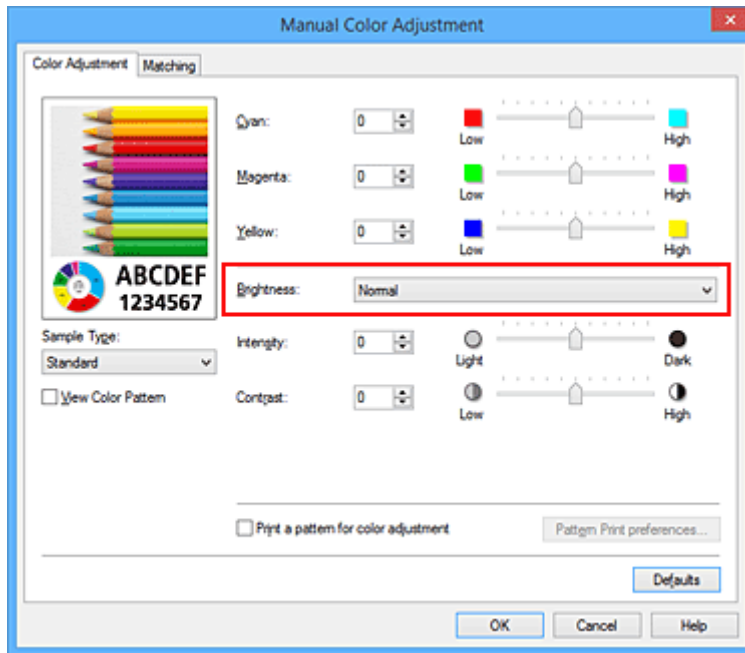 Manual Color Adjustment
Color Adjustment
Matching
ABCDEF
1234567
Sample Type:
Standard
View Color Pattern
Cyan: 0
Low High
Magenta: 0
Low High
Yellow: 0
Low High
Brightness: Normal
Intensity: 0
Light Dark
Contrast: 0
Low High
Print a pattern for color adjustment
Pattern Print preferences...
Defaults
OK Cancel Help